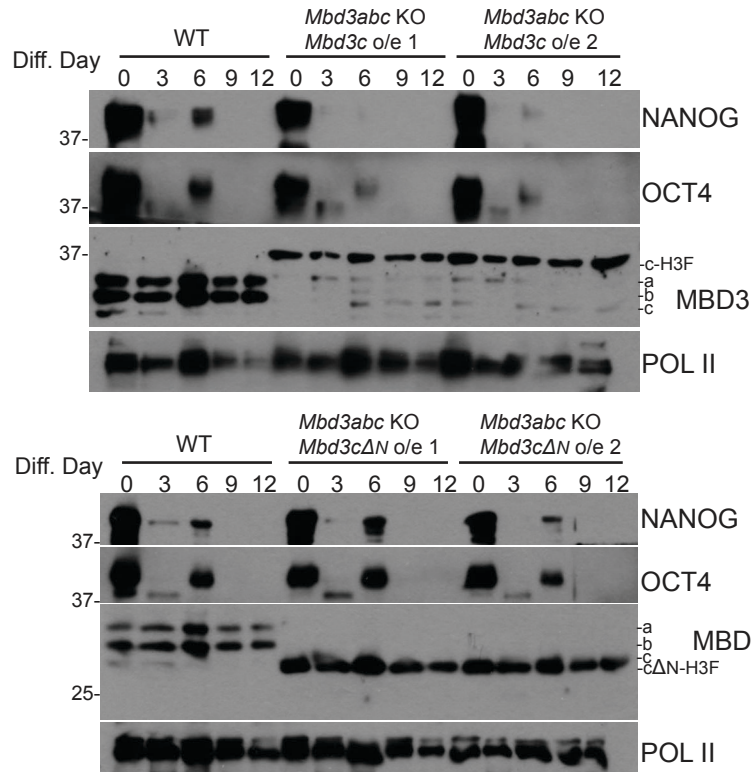 Mbd3abc KO Mbd3abc KO
WT Mbd3c o/e 1 Mbd3c o/e 2
Diff. Day 0 3 6 9 12 0 3 6 9 12 0 3 6 9 12
NANOG
37-
OCT4
37-
37-
-c-H3F
-a
-b
MBD3
-c
POL II
Mbd3abc KO Mbd3abc KO
WT Mbd3cΔN o/e 1 Mbd3cΔN o/e 2
Diff. Day 0 3 6 9 12 0 3 6 9 12 0 3 6 9 12
NANOG
37-
OCT4
37-
-a
MBD
-b
-c
-cΔN-H3F
25-
POL II